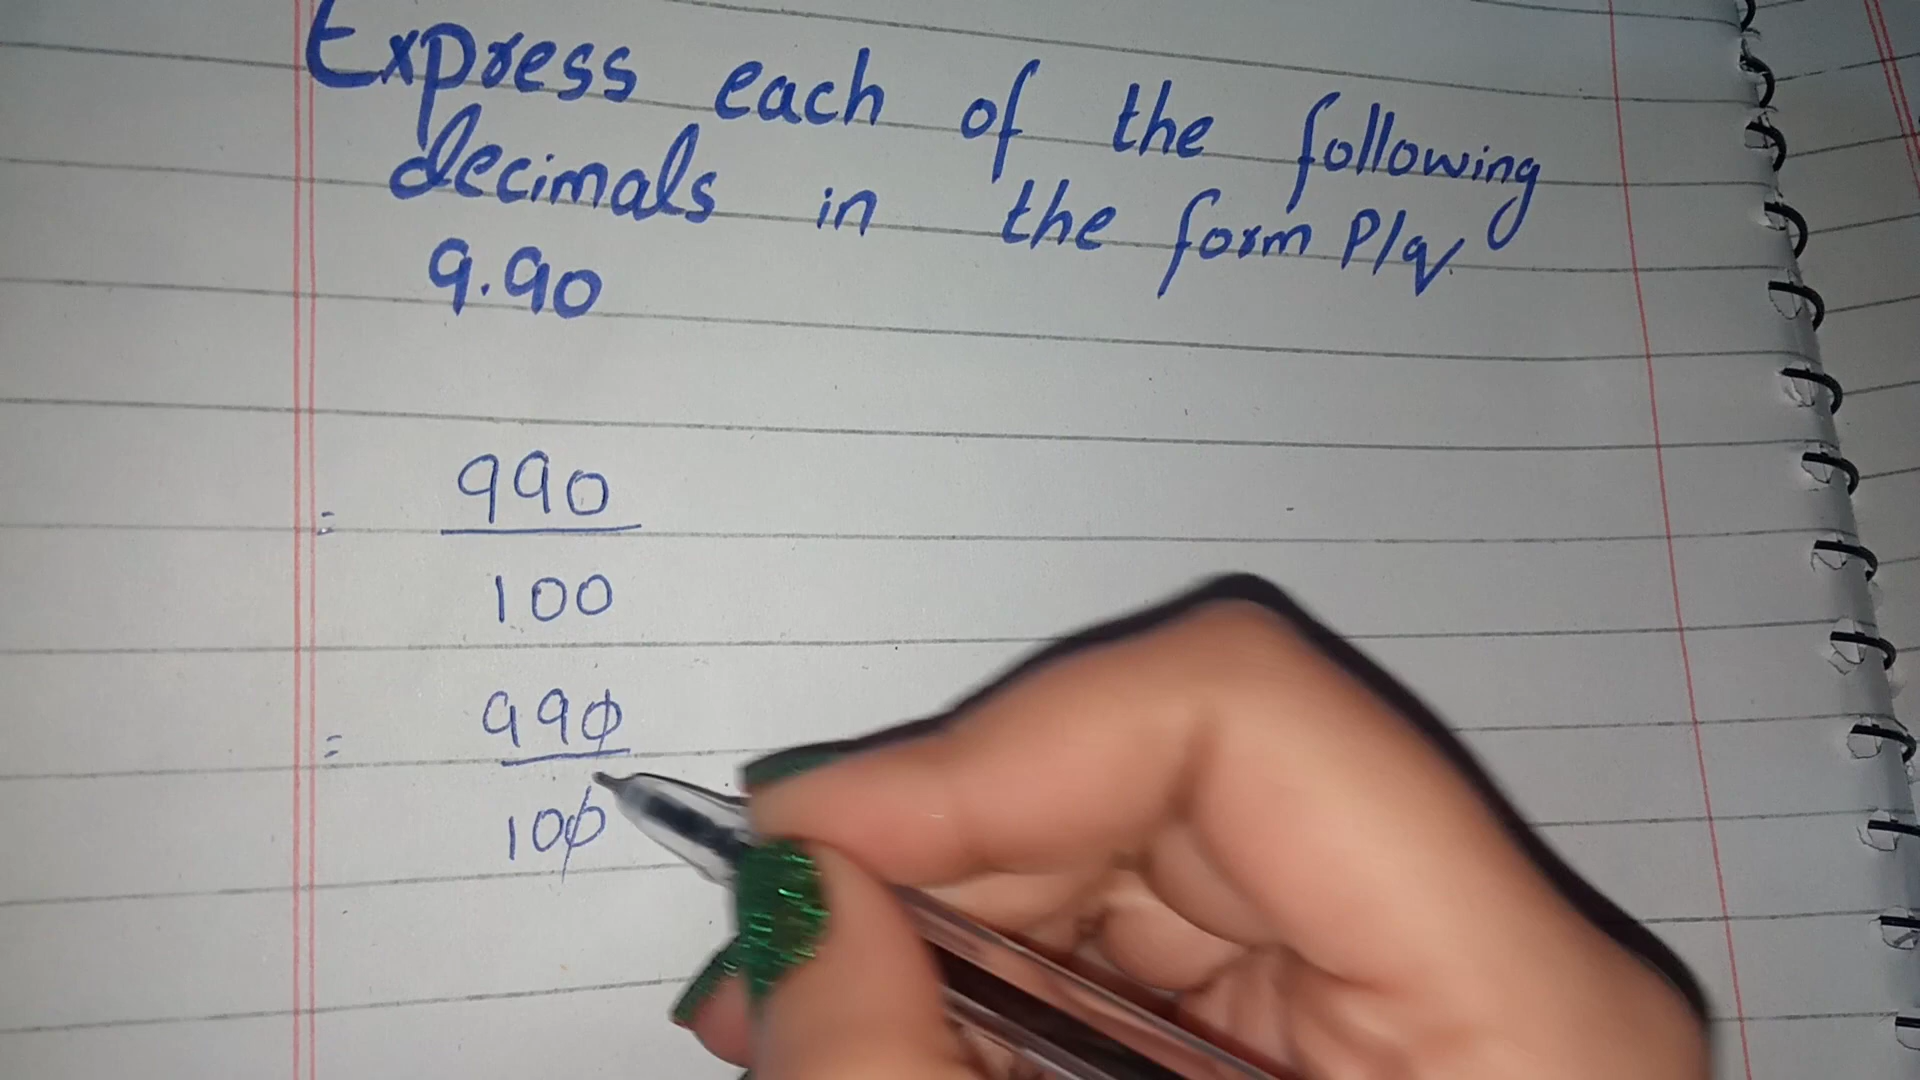 Express each of the following
decimals in the form P/q
9.90
= 990
100
= 990
100